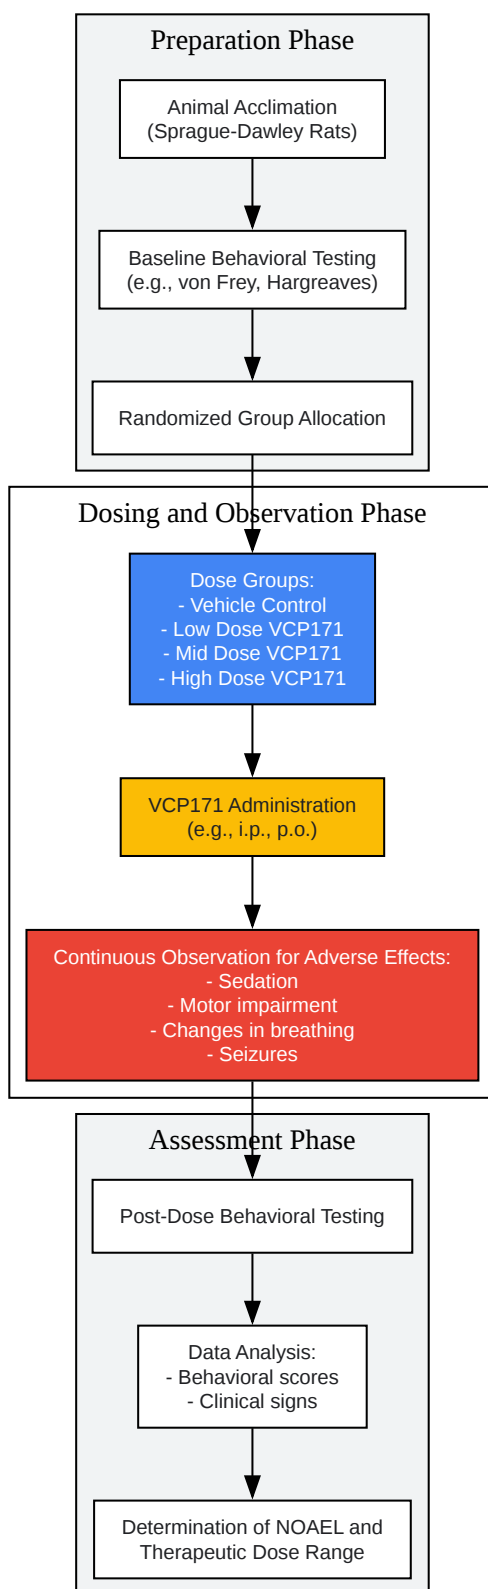 Preparation Phase
Animal Acclimation
(Sprague-Dawley Rats)
Baseline Behavioral Testing
(e.g., von Frey, Hargreaves)
Randomized Group Allocation
Dosing and Observation Phase
Dose Groups:
- Vehicle Control
- Low Dose VCP171
- Mid Dose VCP171
- High Dose VCP171
VCP171 Administration
(e.g., i.p., p.o.)
Continuous Observation for Adverse Effects:
- Sedation
- Motor impairment
- Changes in breathing
- Seizures
Assessment Phase
Post-Dose Behavioral Testing
Data Analysis:
- Behavioral scores
- Clinical signs
Determination of NOAEL and
Therapeutic Dose Range